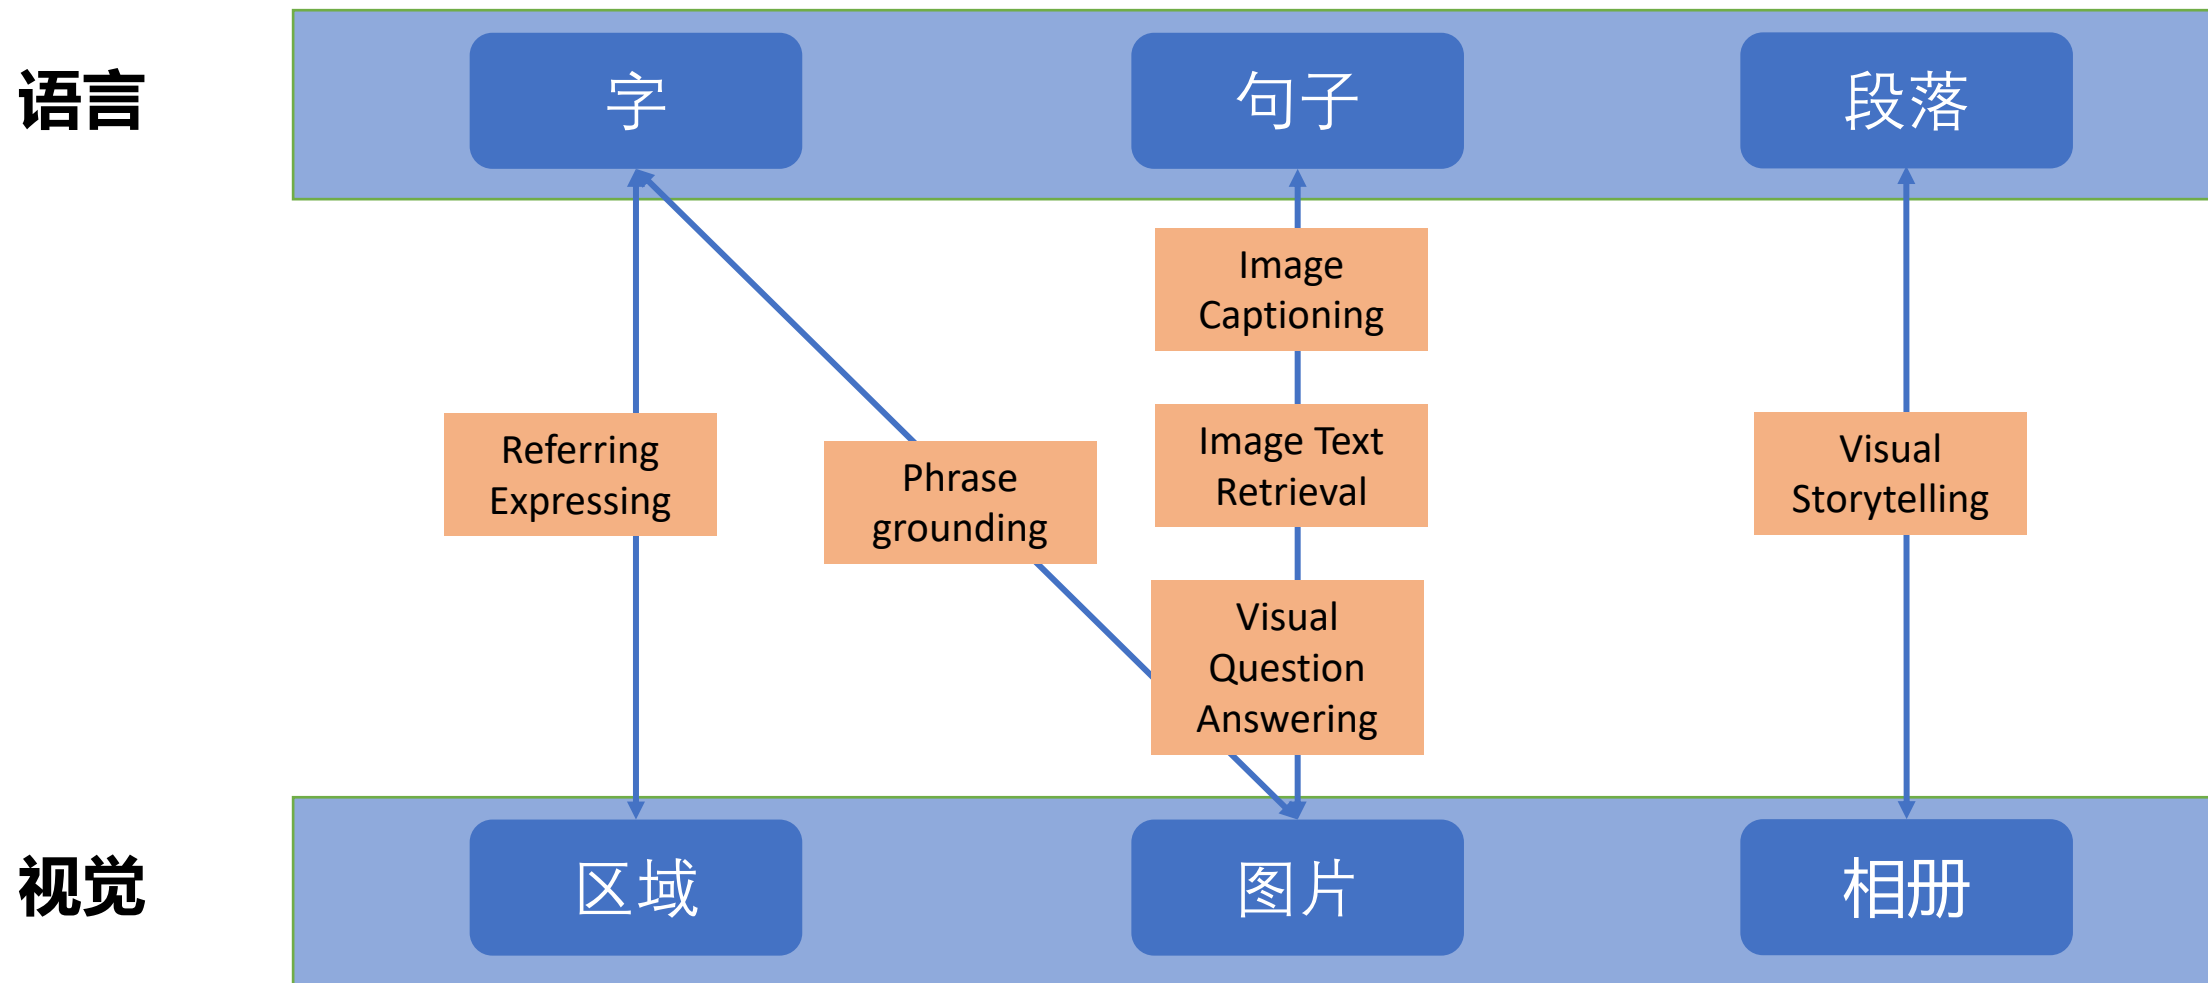 语言
字
句子
段落
Image
Captioning
Referring
Expressing
Phrase
grounding
Image Text
Retrieval
Visual
Storytelling
Visual
Question
Answering
视觉
区域
图片
相册